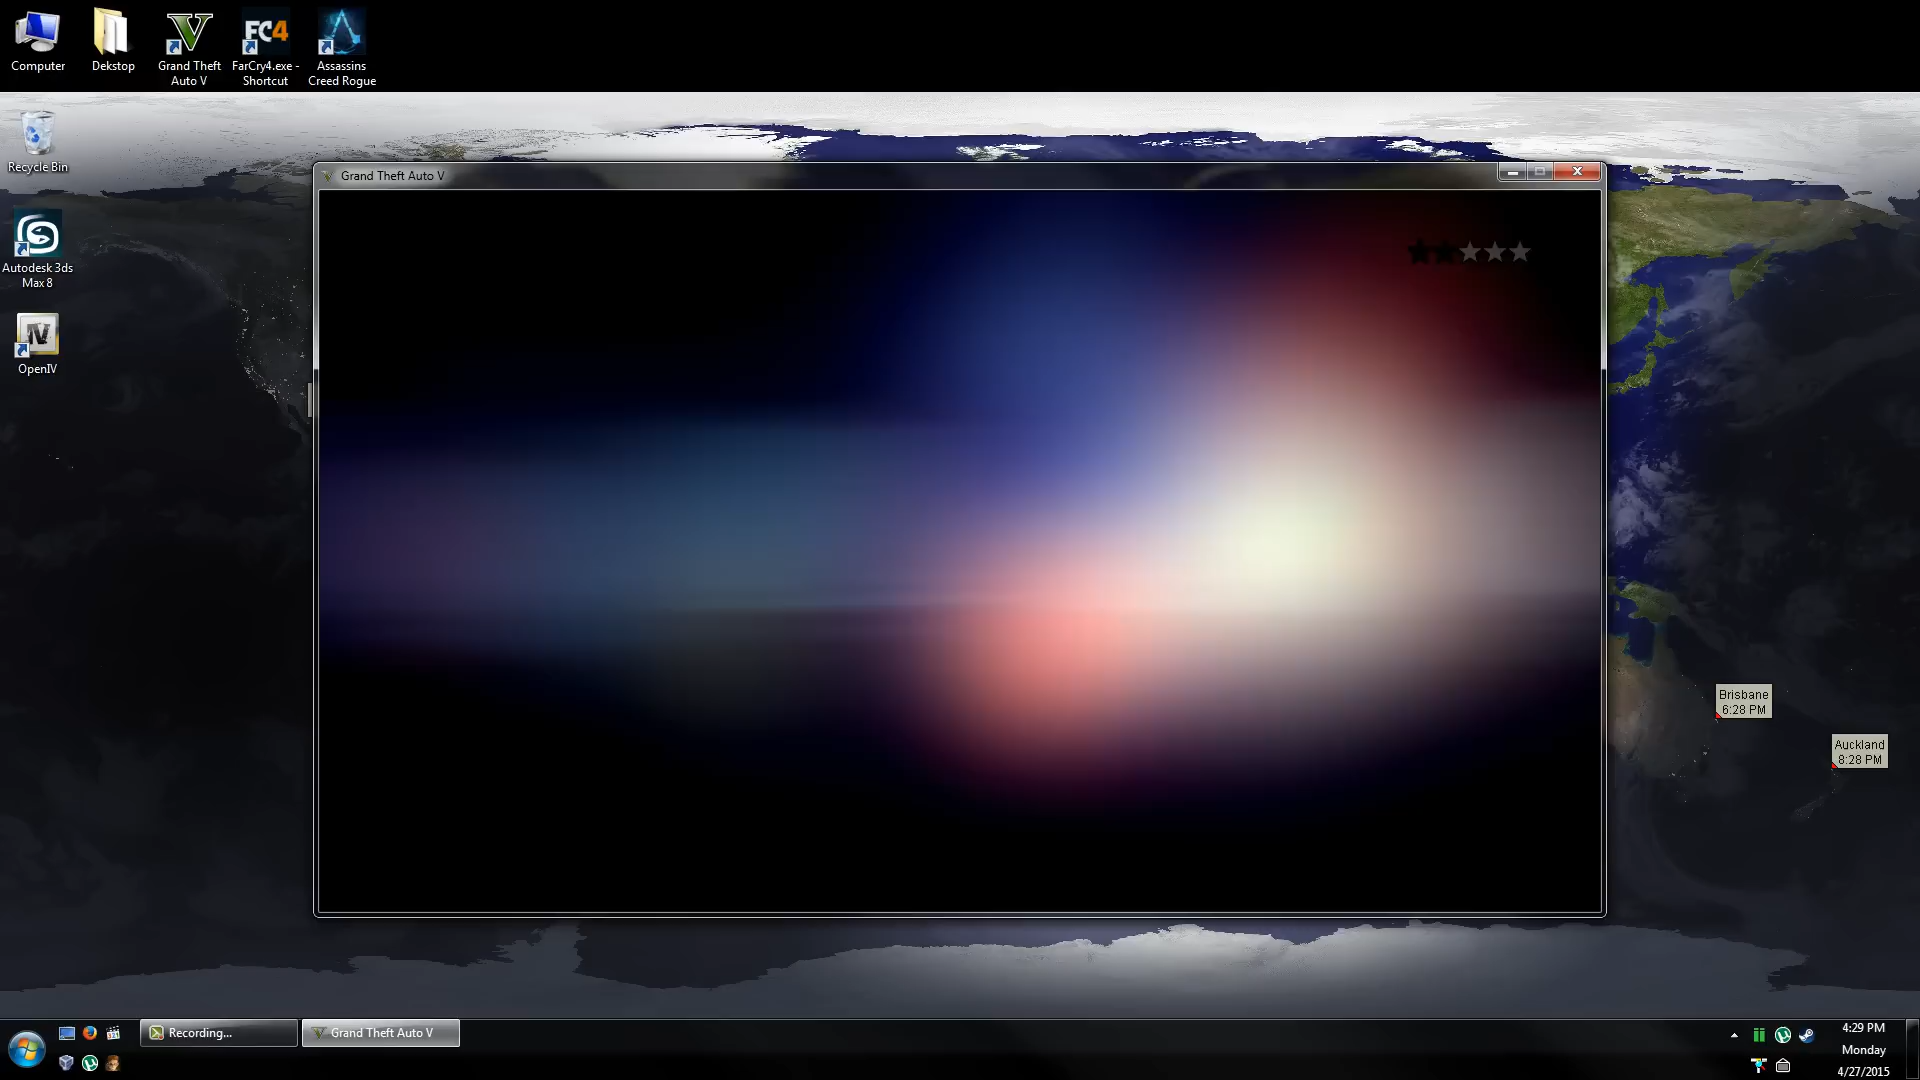 Computer
Dekstop
Grand Theft
Auto V
FarCry4.exe -
Shortcut
Assassins
Creed Rogue
FC4
Recycle Bin
Autodesk 3ds
Max 8
OpenIV
Grand Theft Auto V
Brisbane
6:28 PM
Auckland
8:28 PM
Recording...
Grand Theft Auto V
4:29 PM
Monday
4/27/2015